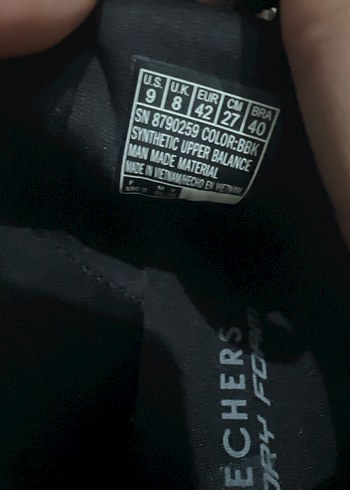 U.S. U.K. EUR CM BRA
9 8 42 27 40
SN 8790259 COLOR:BBK
SYNTHETIC UPPER BALANCE
MAN MADE MATERIAL
MADE IN VIETNAM/HECHO EN VIETNAM
ECHERS